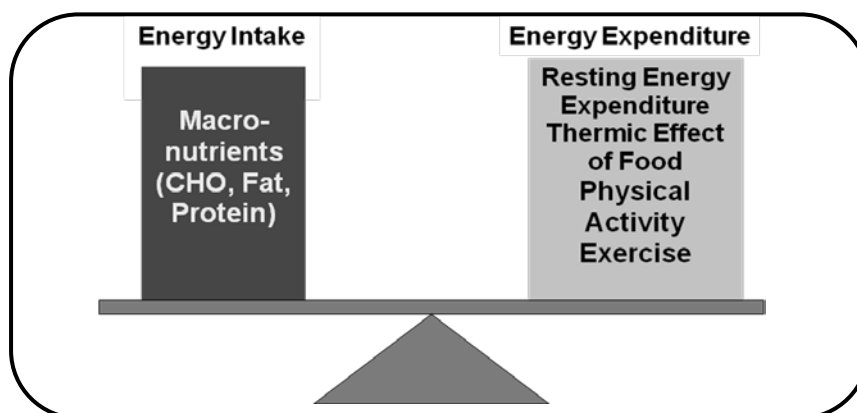 Energy Intake
Macro-
nutrients
(CHO, Fat,
Protein)
Energy Expenditure
Resting Energy
Expenditure
Thermic Effect
of Food
Physical
Activity
Exercise